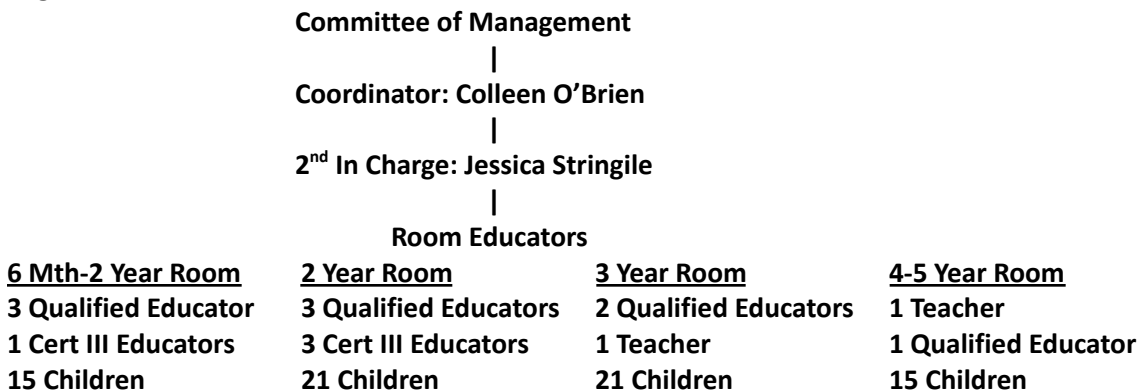 Committee of Management
|
Coordinator: Colleen O’Brien
|
2nd In Charge: Jessica Stringile
|
Room Educators
6 Mth-2 Year Room 2 Year Room 3 Year Room 4-5 Year Room
3 Qualified Educator 3 Qualified Educators 2 Qualified Educators 1 Teacher
1 Cert III Educators 3 Cert III Educators 1 Teacher 1 Qualified Educator
15 Children 21 Children 21 Children 15 Children